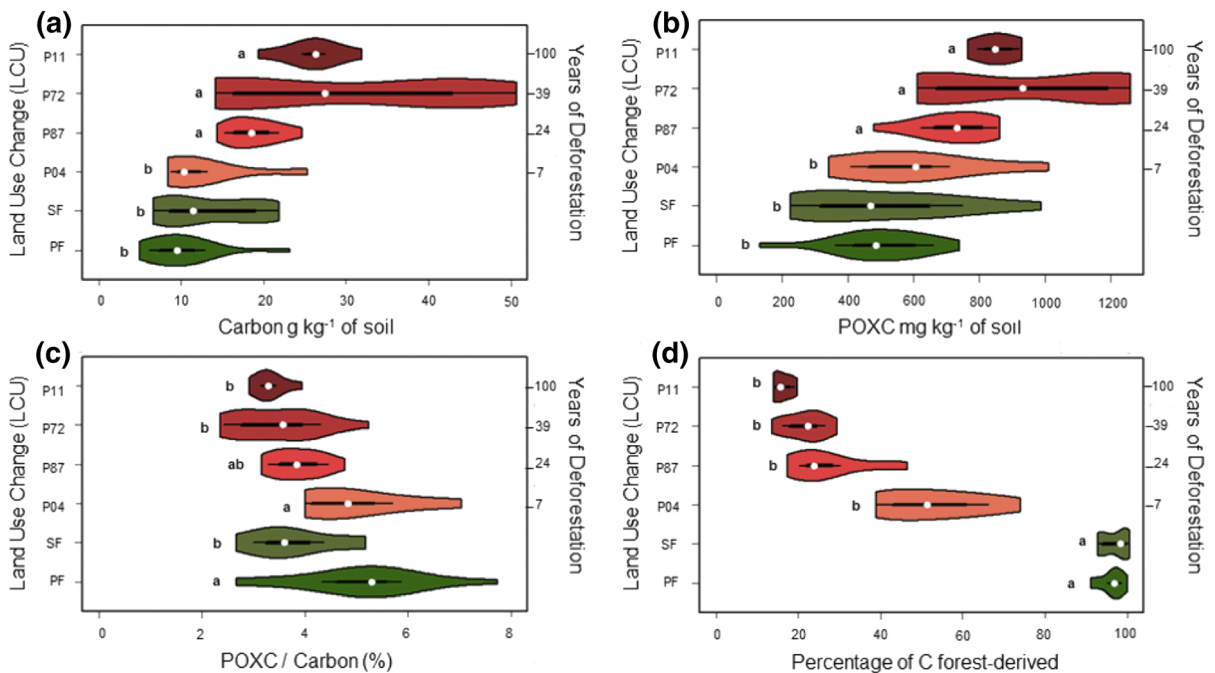 (a)
Land Use Change (LCU)
P11
P72
P87
P04
SF
PF
a
a
a
b
b
b
100
39
24
7
Years of Deforestation
0 10 20 30 40 50
Carbon g kg-1 of soil
(b)
Land Use Change (LCU)
P11
P72
P87
P04
SF
PF
a
a
a
b
b
b
100
39
24
7
Years of Deforestation
0 200 400 600 800 1000 1200
POXC mg kg-1 of soil
(c)
Land Use Change (LCU)
P11
P72
P87
P04
SF
PF
b
b
ab
a
b
a
100
39
24
7
Years of Deforestation
0 2 4 6 8
POXC / Carbon (%)
(d)
Land Use Change (LCU)
P11
P72
P87
P04
SF
PF
b
b
b
b
a
a
100
39
24
7
Years of Deforestation
0 20 40 60 80 100
Percentage of C forest-derived